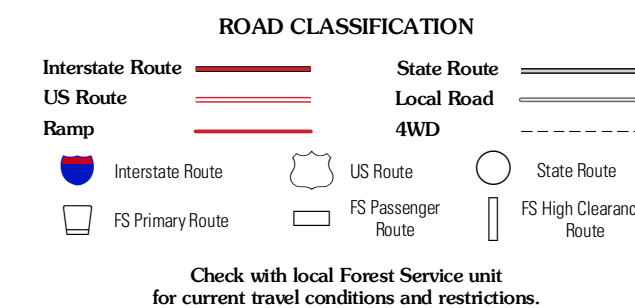 ROAD CLASSIFICATION
Interstate Route
State Route
US Route
Local Road
Ramp
4WD
Interstate Route
US Route
State Route
FS Primary Route
FS Passenger
Route
FS High Clearanc
Route
Check with local Forest Service unit
for current travel conditions and restrictions.